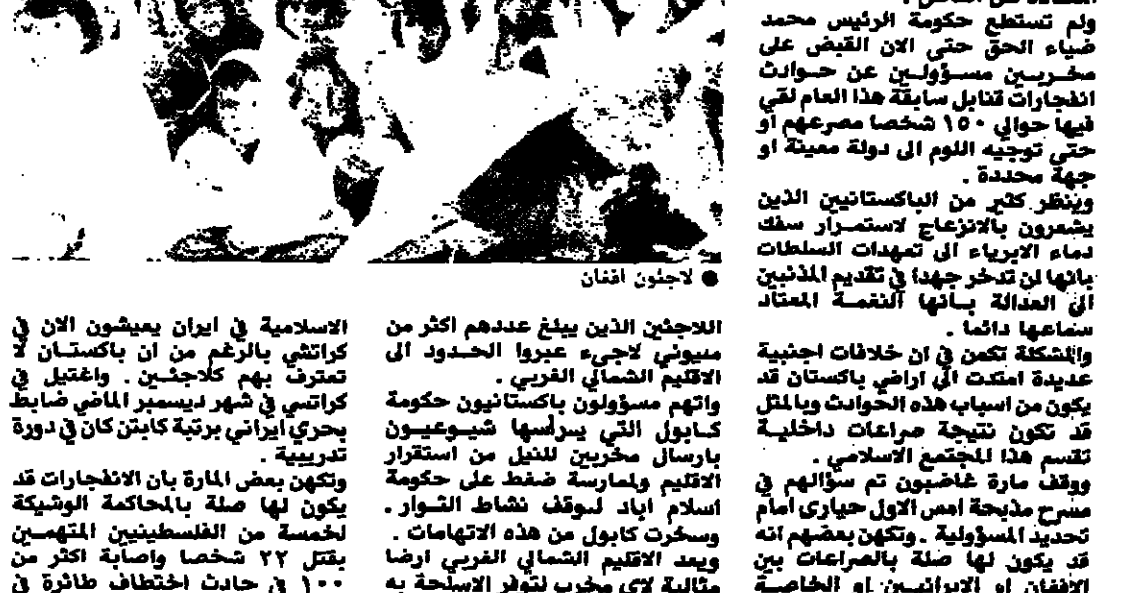 ولم تستطع حكومة الرئيس محمد
ضياء الحق حتى الان القبض على
مخربين مسؤولين عن حوادث
انفجارات قنابل سابقة هذا العام لقي
فيها حوالي ١٥٠ شخصا مصرعهم او
حتى توجيه اللوم الى دولة معينة او
جهة محددة .
وينظر كثير من الباكستانيين الذين
يشعرون بالانزعاج لاستمرار سفك
دماء الابرياء الى تعهدات السلطات
بانها لن تدخر جهدا في تقديم المذنبين
الى العدالة بانها النغمة المعتاد
سماعها دائما .
والمشكلة تكمن في ان خلافات اجنبية
عديدة امتدت الى اراضي باكستان قد
يكون من اسباب هذه الحوادث وبالمثل
قد تكون نتيجة صراعات داخلية
تقسم هذا المجتمع الاسلامي .
ووقف مارة غاضبون تم سؤالهم في
مسرح مذبحة امس الاول حيارى امام
تحديد المسؤولية . وتكهن بعضهم انه
قد يكون لها صلة بالصراعات بين
الافغان او الايرانيين او الخاصة
● لاجئون افغان
اللاجئين الذين يبلغ عددهم اكثر من
مليوني لاجيء عبروا الحدود الى
الاقليم الشمالي الغربي .
واتهم مسؤولون باكستانيون حكومة
كابول التي يرأسها شيوعيون
بارسال مخربين للنيل من استقرار
الاقليم ولممارسة ضغط على حكومة
اسلام اباد لوقف نشاط الثوار .
وسخرت كابول من هذه الاتهامات .
ويعد الاقليم الشمالي الغربي ارضا
مثالية لاي مخرب لتوفر الاسلحة به
الاسلامية في ايران يعيشون الان في
كراتشي بالرغم من ان باكستان لا
تعترف بهم كلاجئين . واغتيل في
كراتسي في شهر ديسمبر الماضي ضابط
بحري ايراني برتبة كابتن كان في دورة
تدريبية .
وتكهن بعض المارة بأن الانفجارات قد
يكون لها صلة بالمحاكمة الوشيكة
لخمسة من الفلسطينيين المتهمين
بقتل ٢٢ شخصا واصابة اكثر من
١٠٠ في حادث اختطاف طائرة في